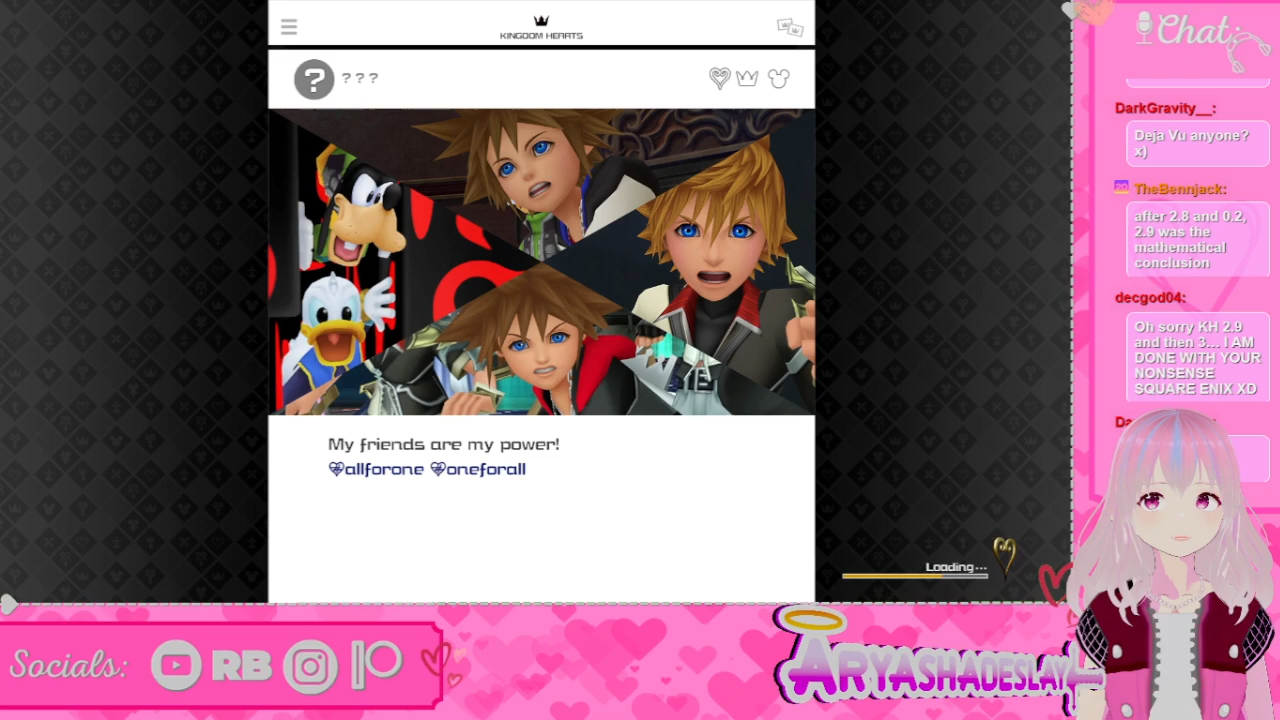 KINGDOM HEARTS
?
? ? ?
My friends are my power!
allforone oneforall
Loading...
Chat
DarkGravity__:
Deja Vu anyone?
x)
20
TheBennjack:
after 2.8 and 0.2,
2.9 was the
mathematical
conclusion
decgod04:
Oh sorry KH 2.9
and then 3... I AM
DONE WITH YOUR
NONSENSE
SQUARE ENIX XD
Socials:
RB
ARYASHADESLAY